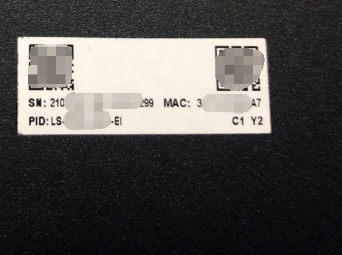 SN: 210 299 MAC: 3 A7
PID: LS- -EI C1 Y2